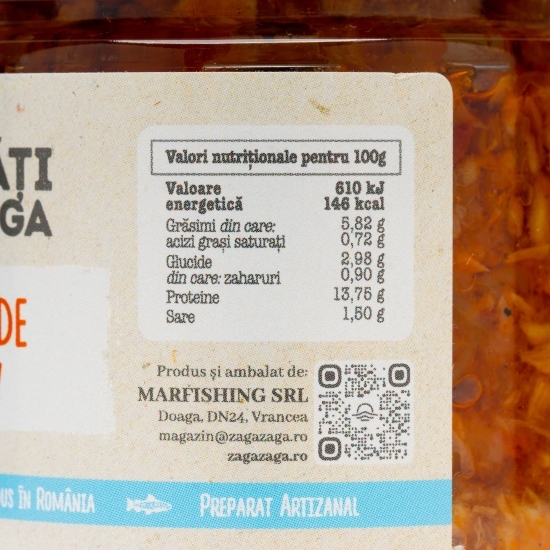 ĂȚI
GA
DE
Valori nutriționale pentru 100g
Valoare 610 kJ
energetică 146 kcal
Grăsimi din care: 5,82 g
acizi grași saturați 0,72 g
Glucide 2,98 g
din care: zaharuri 0,90 g
Proteine 13,75 g
Sare 1,50 g
Produs și ambalat de:
MARFISHING SRL
Doaga, DN24, Vrancea
magazin@zagazaga.ro
zagazaga.ro
US ÎN ROMÂNIA PREPARAT ARTIZANAL